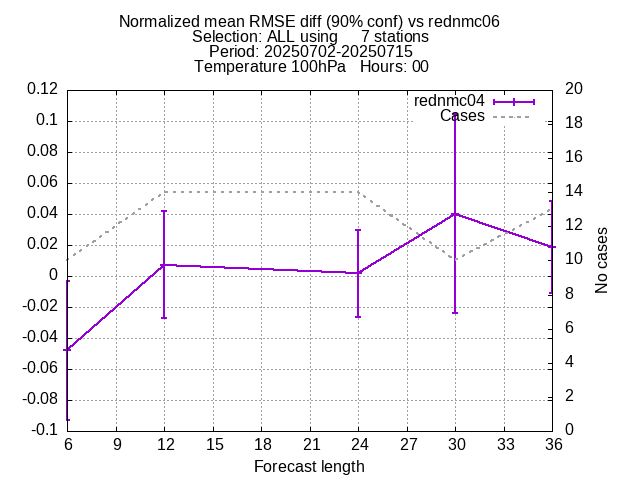 Normalized mean RMSE diff (90% conf) vs rednmc06
Selection: ALL using     7 stations
Period: 20250702-20250715
Temperature 100hPa   Hours: 00
rednmc04
Cases
0.12
0.1
0.08
0.06
0.04
0.02
0
-0.02
-0.04
-0.06
-0.08
-0.1
20
18
16
14
12
10
8
6
4
2
0
No cases
6 9 12 15 18 21 24 27 30 33 36
Forecast length